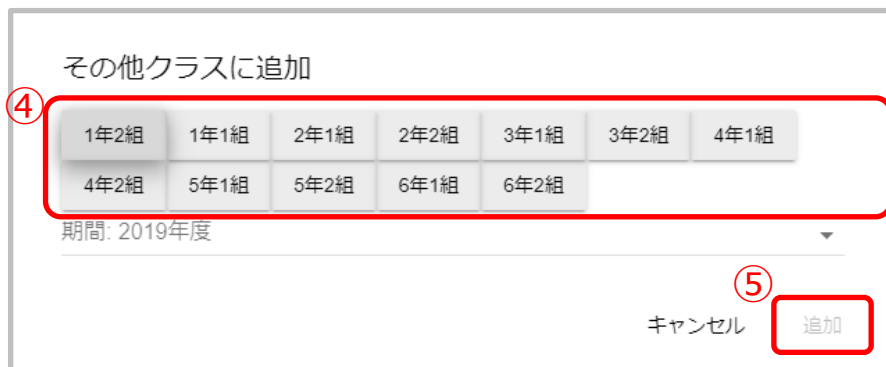 その他クラスに追加
④
1年2組 1年1組 2年1組 2年2組 3年1組 3年2組 4年1組
4年2組 5年1組 5年2組 6年1組 6年2組
期間: 2019年度
⑤
キャンセル 追加